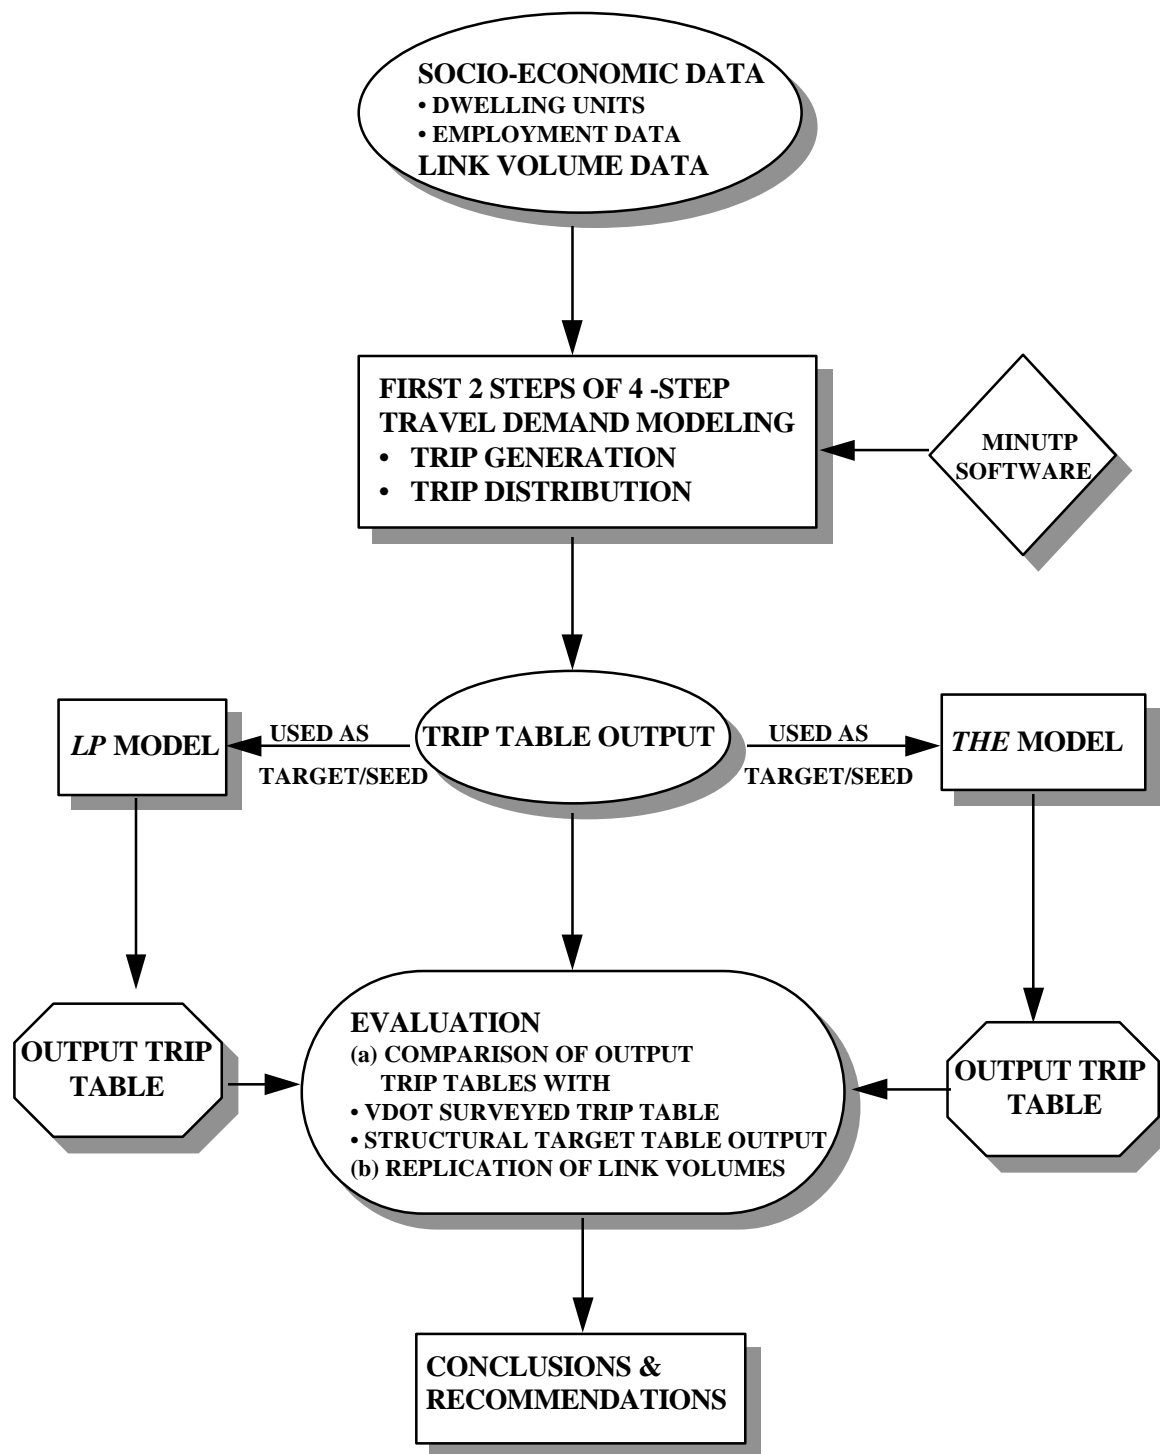 SOCIO-ECONOMIC DATA
• DWELLING UNITS
• EMPLOYMENT DATA
LINK VOLUME DATA
FIRST 2 STEPS OF 4 -STEP
TRAVEL DEMAND MODELING
• TRIP GENERATION
• TRIP DISTRIBUTION
MINUTP
SOFTWARE
LP MODEL
USED AS
TARGET/SEED
TRIP TABLE OUTPUT
USED AS
TARGET/SEED
THE MODEL
OUTPUT TRIP
TABLE
EVALUATION
(a) COMPARISON OF OUTPUT
TRIP TABLES WITH
• VDOT SURVEYED TRIP TABLE
• STRUCTURAL TARGET TABLE OUTPUT
(b) REPLICATION OF LINK VOLUMES
OUTPUT TRIP
TABLE
CONCLUSIONS &
RECOMMENDATIONS